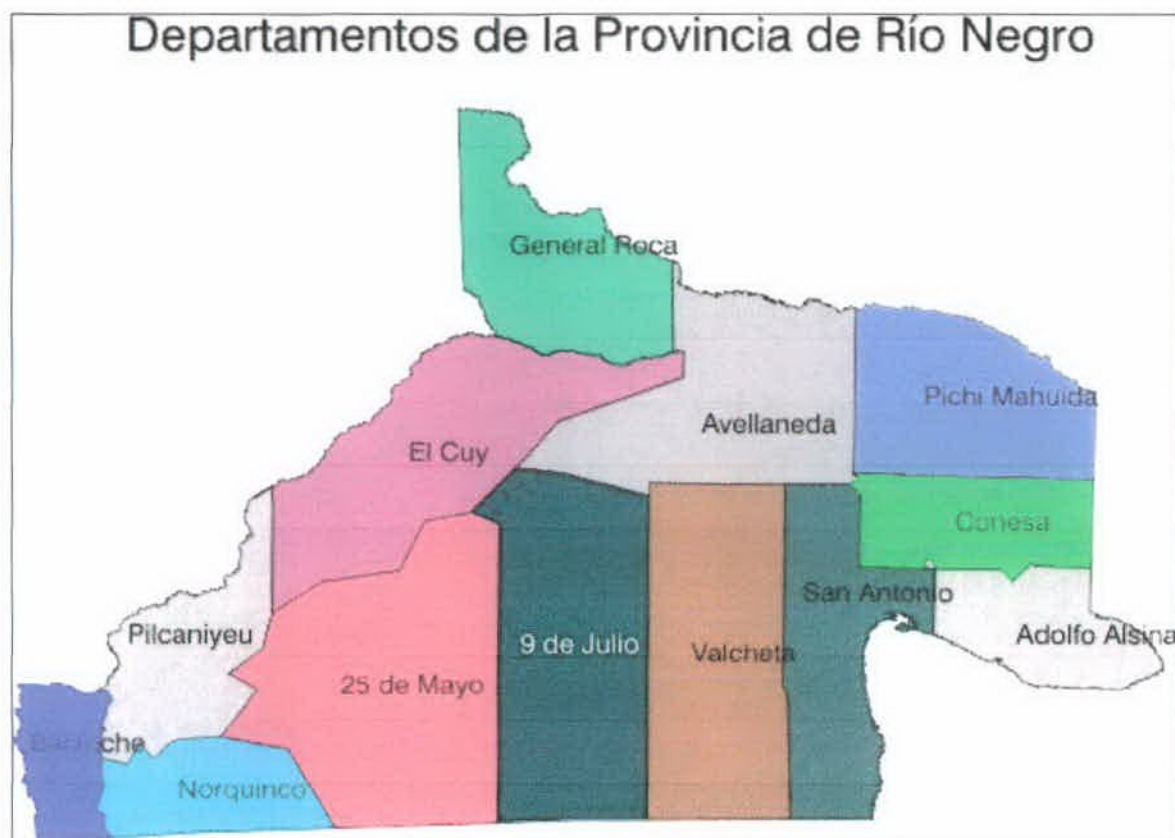 Departamentos de la Provincia de Río Negro
General Roca
Pichi Mahuida
Avellaneda
El Cuy
Conesa
San Antonio
Pilcaniyeu
9 de Julio
Adolfo Alsina
Valcheta
25 de Mayo
Bariloche
Norquinco